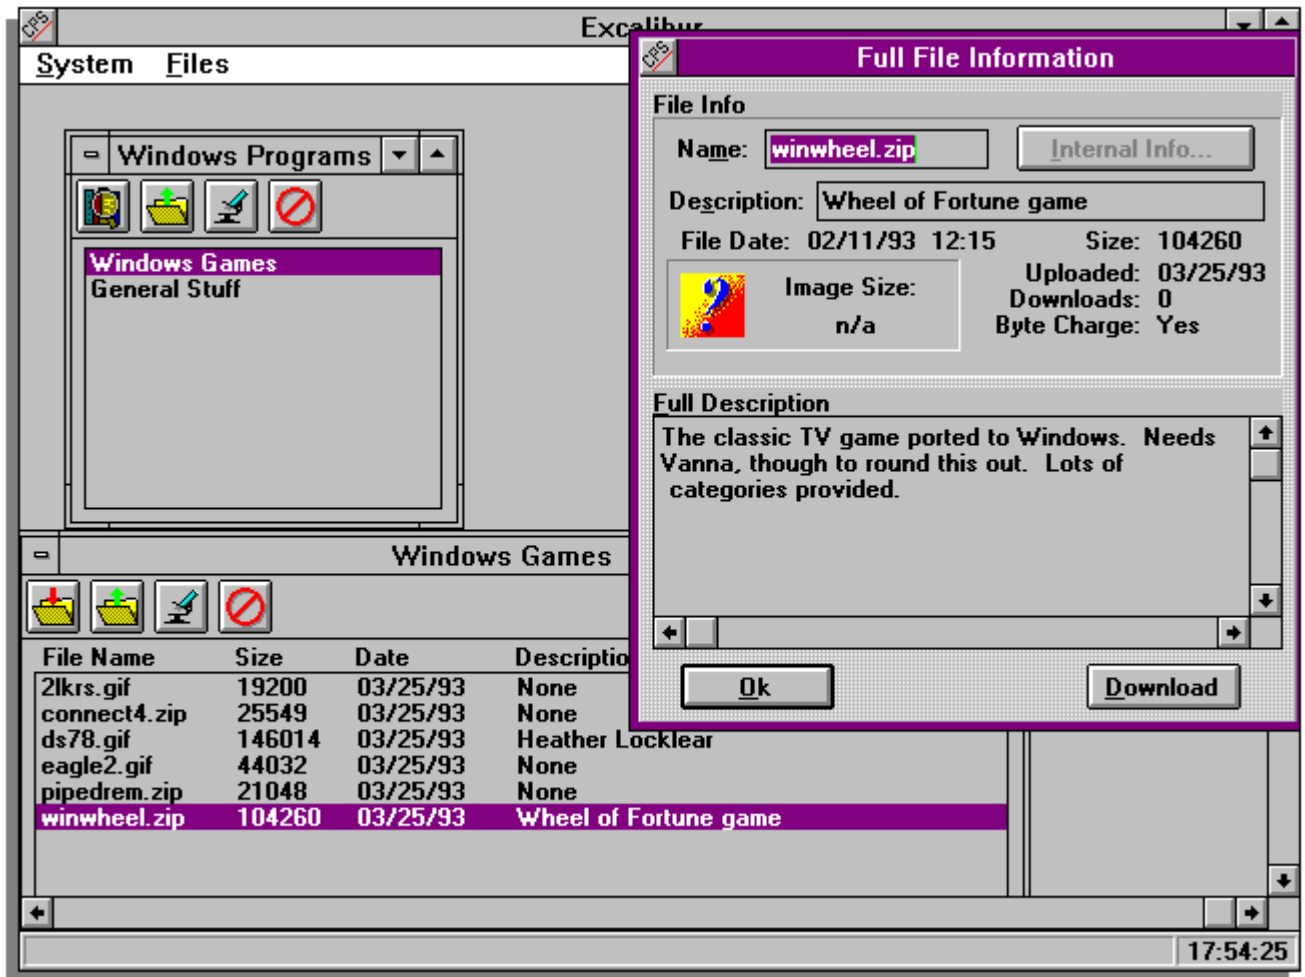 CPS
Excalibur
System Files
Windows Programs
Windows Games
General Stuff
CPS
Full File Information
File Info
Name: winwheel.zip Internal Info...
Description: Wheel of Fortune game
File Date: 02/11/93 12:15 Size: 104260
Image Size: n/a
Uploaded: 03/25/93
Downloads: 0
Byte Charge: Yes
Full Description
The classic TV game ported to Windows. Needs
Vanna, though to round this out. Lots of
categories provided.
Ok Download
Windows Games
File Name Size Date Descriptio
2lkrs.gif 19200 03/25/93 None
connect4.zip 25549 03/25/93 None
ds78.gif 146014 03/25/93 Heather Locklear
eagle2.gif 44032 03/25/93 None
pipedrem.zip 21048 03/25/93 None
winwheel.zip 104260 03/25/93 Wheel of Fortune game
17:54:25